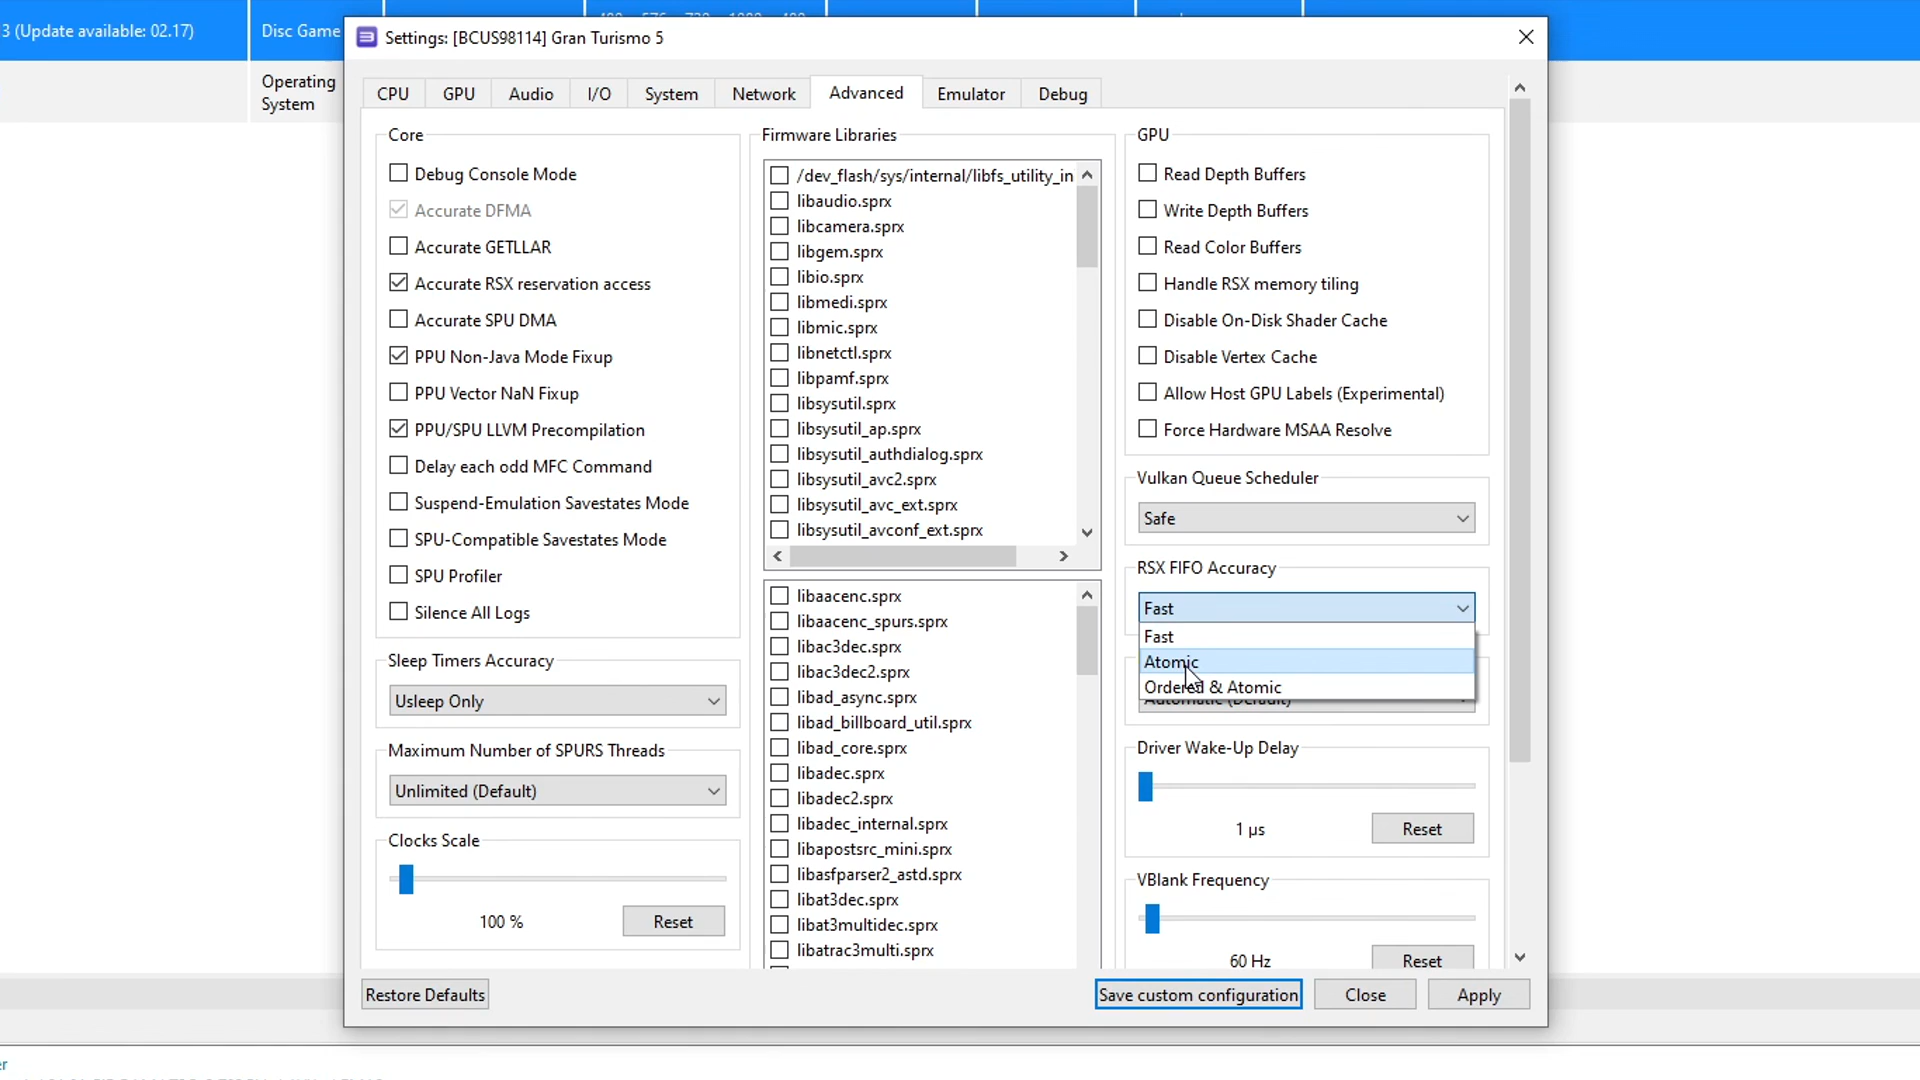 3 (Update available: 02.17)
Disc Game
Operating
System
Settings: [BCUS98114] Gran Turismo 5
CPU
GPU
Audio
I/O
System
Network
Advanced
Emulator
Debug
Core
Debug Console Mode
Accurate DFMA
Accurate GETLLAR
Accurate RSX reservation access
Accurate SPU DMA
PPU Non-Java Mode Fixup
PPU Vector NaN Fixup
PPU/SPU LLVM Precompilation
Delay each odd MFC Command
Suspend-Emulation Savestates Mode
SPU-Compatible Savestates Mode
SPU Profiler
Silence All Logs
Sleep Timers Accuracy
Usleep Only
Maximum Number of SPURS Threads
Unlimited (Default)
Clocks Scale
100 %
Reset
Firmware Libraries
/dev_flash/sys/internal/libfs_utility_in
libaudio.sprx
libcamera.sprx
libgem.sprx
libio.sprx
libmedi.sprx
libmic.sprx
libnetctl.sprx
libpamf.sprx
libsysutil.sprx
libsysutil_ap.sprx
libsysutil_authdialog.sprx
libsysutil_avc2.sprx
libsysutil_avc_ext.sprx
libsysutil_avconf_ext.sprx
libaacenc.sprx
libaacenc_spurs.sprx
libac3dec.sprx
libac3dec2.sprx
libad_async.sprx
libad_billboard_util.sprx
libad_core.sprx
libadec.sprx
libadec2.sprx
libadec_internal.sprx
libapostsrc_mini.sprx
libasfparser2_astd.sprx
libat3dec.sprx
libat3multidec.sprx
libatrac3multi.sprx
GPU
Read Depth Buffers
Write Depth Buffers
Read Color Buffers
Handle RSX memory tiling
Disable On-Disk Shader Cache
Disable Vertex Cache
Allow Host GPU Labels (Experimental)
Force Hardware MSAA Resolve
Vulkan Queue Scheduler
Safe
RSX FIFO Accuracy
Fast
Fast
Atomic
Ordered & Atomic
Automatic (Default)
Driver Wake-Up Delay
1 µs
Reset
VBlank Frequency
60 Hz
Reset
Restore Defaults
Save custom configuration
Close
Apply